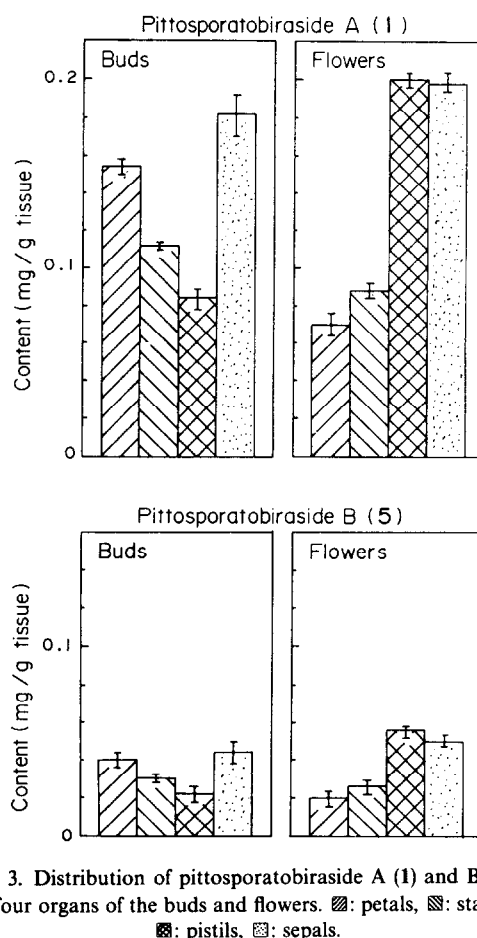 Pittosporatobiraside A (1)
Buds
Flowers
0.2
0.1
0
Content (mg/g tissue)
Pittosporatobiraside B (5)
Buds
Flowers
0.1
0
Content (mg/g tissue)
3. Distribution of pittosporatobiraside A (1) and B
four organs of the buds and flowers. ▨: petals, ▧: sta
▩: pistils, ░: sepals.